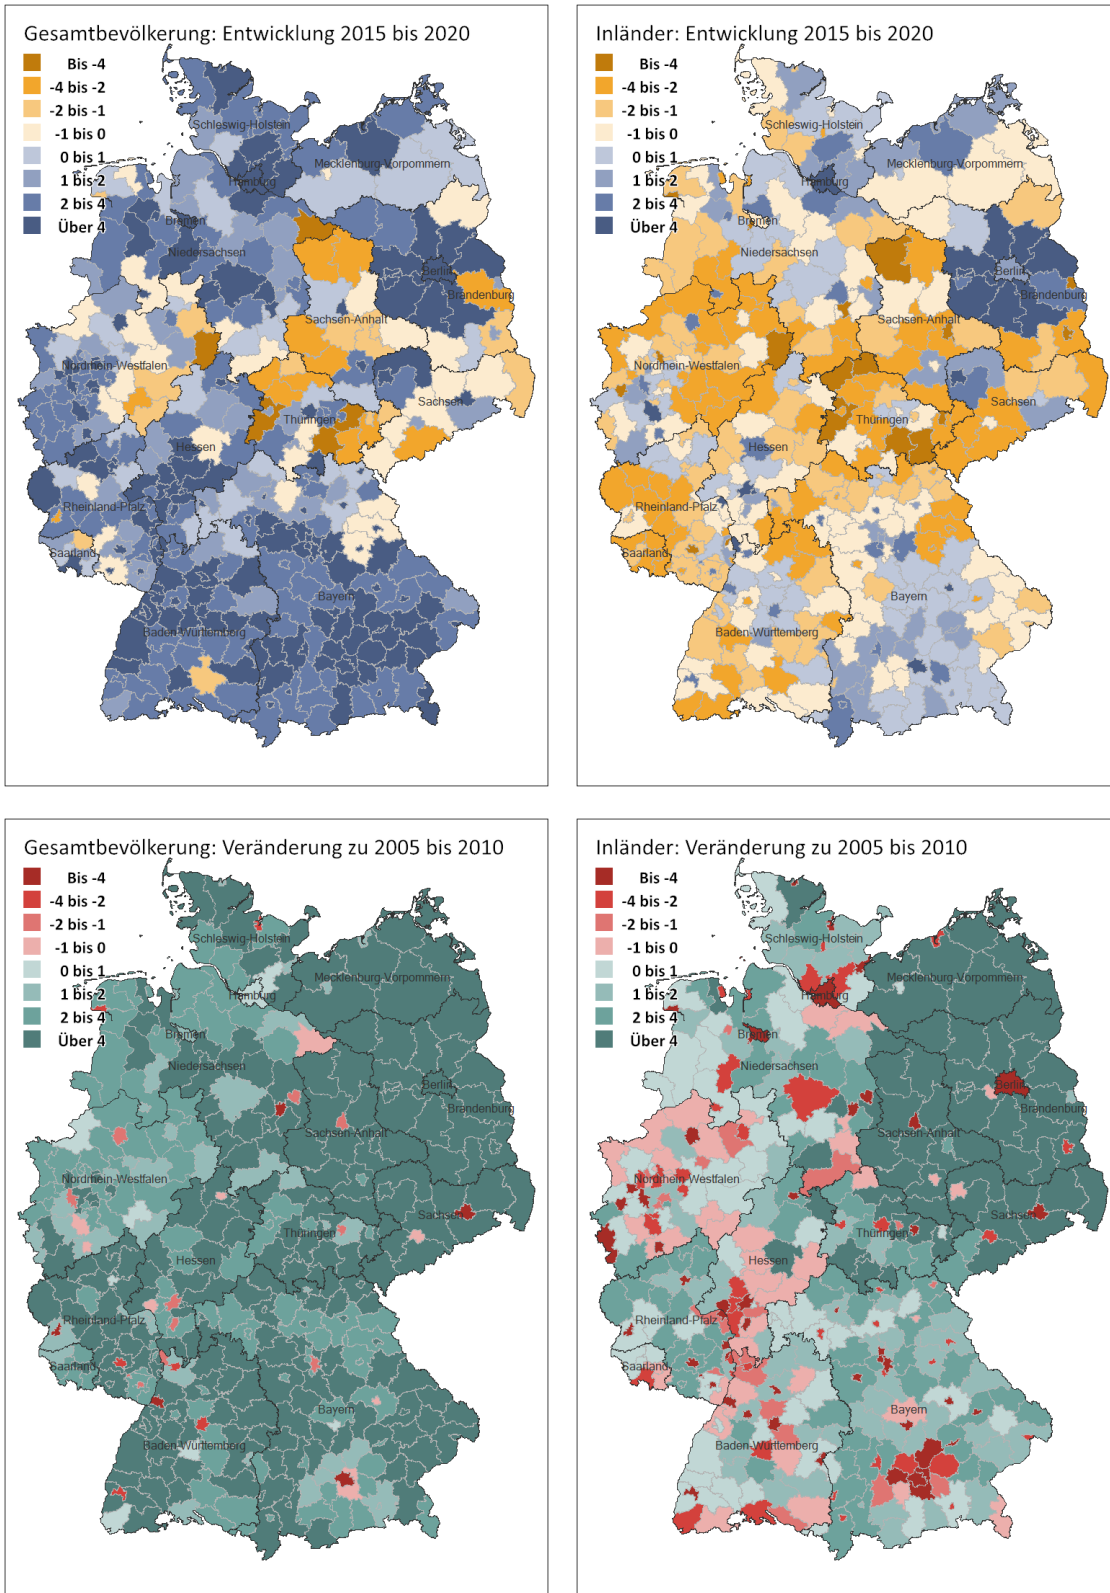 Gesamtbevölkerung: Entwicklung 2015 bis 2020
Bis -4
-4 bis -2
-2 bis -1
-1 bis 0
0 bis 1
1 bis 2
2 bis 4
Über 4
Schleswig-Holstein
Mecklenburg-Vorpommern
Hamburg
Bremen
Niedersachsen
Berlin
Brandenburg
Sachsen-Anhalt
Nordrhein-Westfalen
Sachsen
Thüringen
Hessen
Rheinland-Pfalz
Saarland
Bayern
Baden-Württemberg
Inländer: Entwicklung 2015 bis 2020
Bis -4
-4 bis -2
-2 bis -1
-1 bis 0
0 bis 1
1 bis 2
2 bis 4
Über 4
Schleswig-Holstein
Mecklenburg-Vorpommern
Hamburg
Bremen
Niedersachsen
Berlin
Brandenburg
Sachsen-Anhalt
Nordrhein-Westfalen
Sachsen
Thüringen
Hessen
Rheinland-Pfalz
Saarland
Bayern
Baden-Württemberg
Gesamtbevölkerung: Veränderung zu 2005 bis 2010
Bis -4
-4 bis -2
-2 bis -1
-1 bis 0
0 bis 1
1 bis 2
2 bis 4
Über 4
Schleswig-Holstein
Mecklenburg-Vorpommern
Hamburg
Bremen
Niedersachsen
Berlin
Brandenburg
Sachsen-Anhalt
Nordrhein-Westfalen
Sachsen
Thüringen
Hessen
Rheinland-Pfalz
Saarland
Bayern
Baden-Württemberg
Inländer: Veränderung zu 2005 bis 2010
Bis -4
-4 bis -2
-2 bis -1
-1 bis 0
0 bis 1
1 bis 2
2 bis 4
Über 4
Schleswig-Holstein
Mecklenburg-Vorpommern
Hamburg
Bremen
Niedersachsen
Berlin
Brandenburg
Sachsen-Anhalt
Nordrhein-Westfalen
Sachsen
Thüringen
Hessen
Rheinland-Pfalz
Saarland
Bayern
Baden-Württemberg